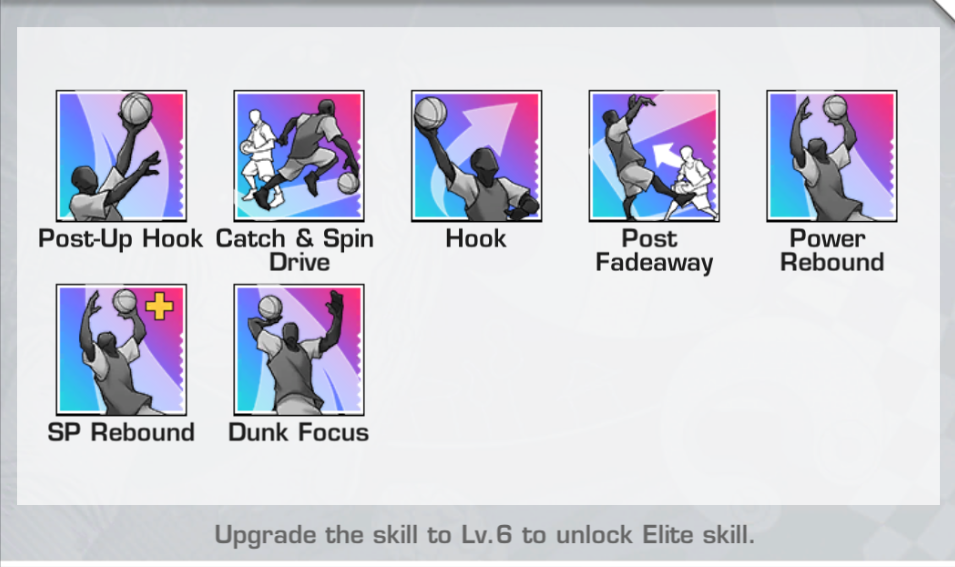 Post-Up Hook
Catch & Spin
Drive
Hook
Post
Fadeaway
Power
Rebound
SP Rebound
Dunk Focus
Upgrade the skill to Lv.6 to unlock Elite skill.